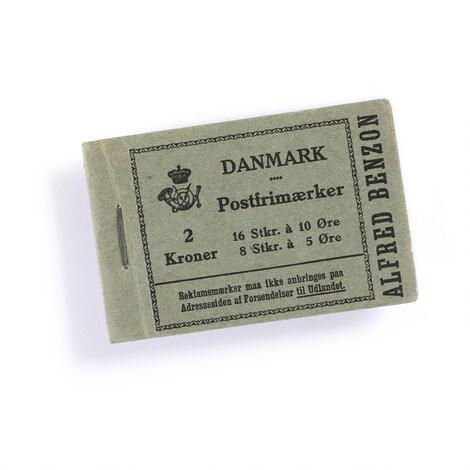 DANMARK
Postfrimærker
2
Kroner
16 Stkr. à 10 Øre
8 Stkr. à 5 Øre
Reklamemærker maa ikke anbringes paa
Adressesiden af Forsendelser til Udlandet.
ALFRED BENZON